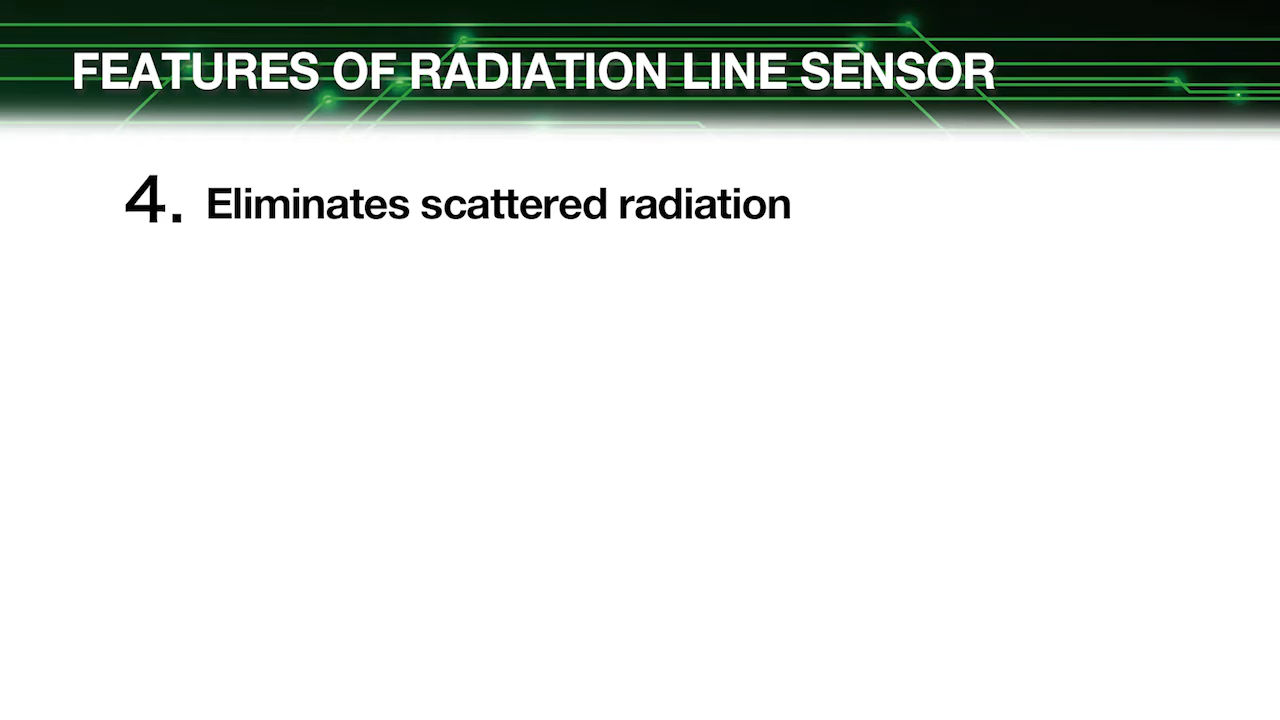 FEATURES OF RADIATION LINE SENSOR
4. Eliminates scattered radiation